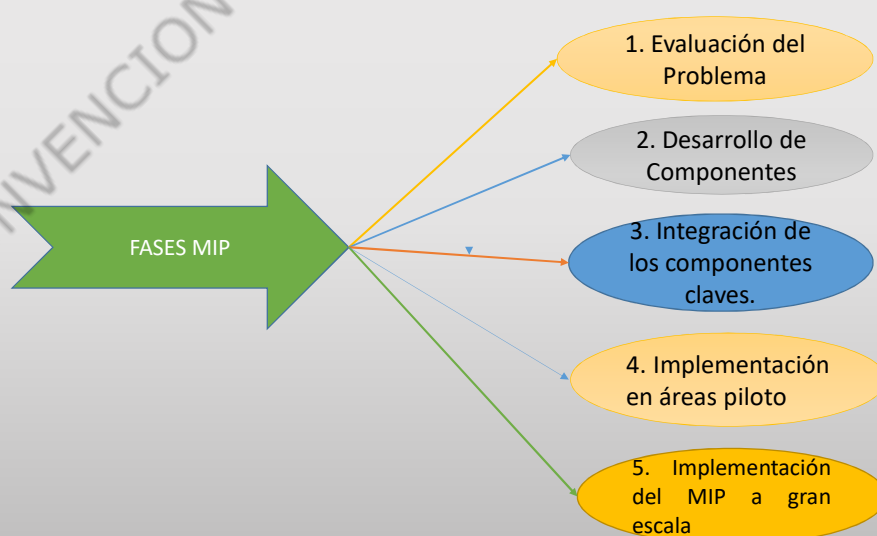 NVENCION
FASES MIP
1. Evaluación del
Problema
2. Desarrollo de
Componentes
3. Integración de
los componentes
claves.
4. Implementación
en áreas piloto
5. Implementación
del MIP a gran
escala